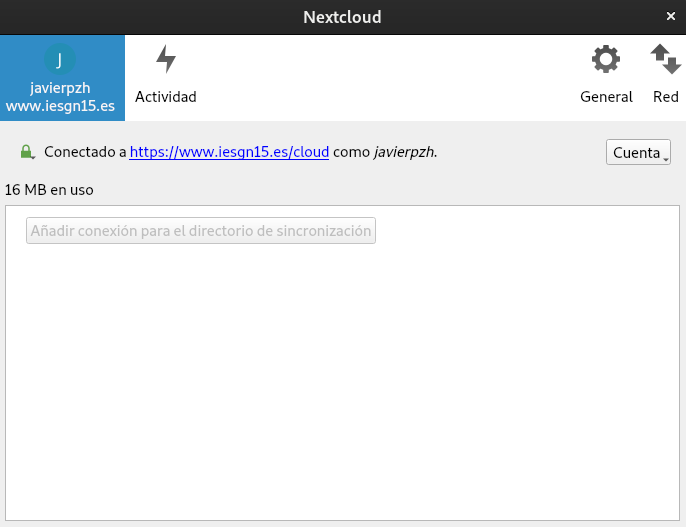 Nextcloud
J
javierpzh
www.iesgn15.es
Actividad
General
Red
Conectado a https://www.iesgn15.es/cloud como javierpzh.
Cuenta
16 MB en uso
Añadir conexión para el directorio de sincronización